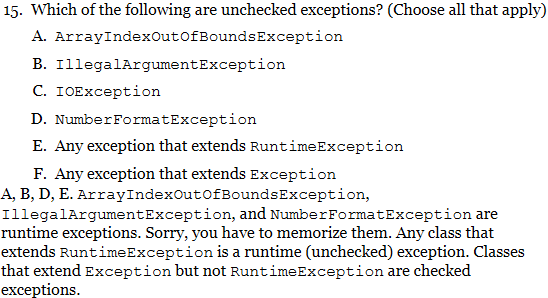 15. Which of the following are unchecked exceptions? (Choose all that apply)
A. ArrayIndexOutOfBoundsException
B. IllegalArgumentException
C. IOException
D. NumberFormatException
E. Any exception that extends RuntimeException
F. Any exception that extends Exception
A, B, D, E. ArrayIndexOutOfBoundsException,
IllegalArgumentException, and NumberFormatException are
runtime exceptions. Sorry, you have to memorize them. Any class that
extends RuntimeException is a runtime (unchecked) exception. Classes
that extend Exception but not RuntimeException are checked
exceptions.